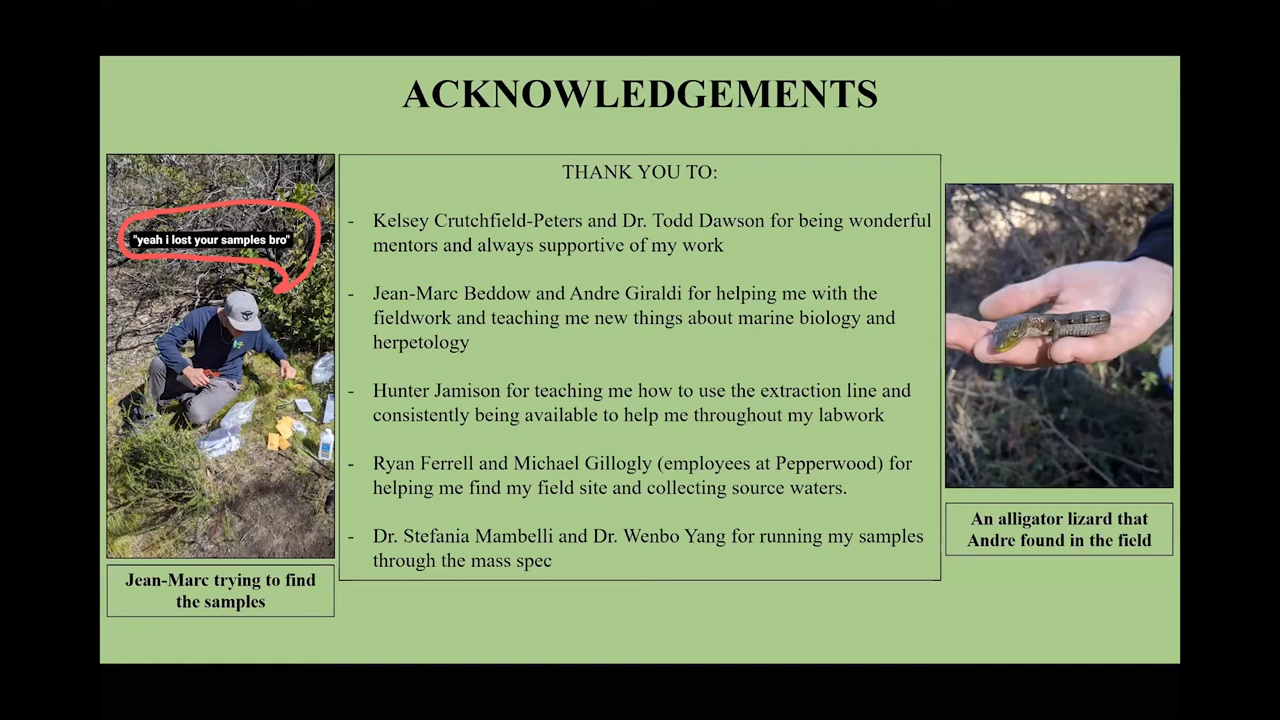 ACKNOWLEDGEMENTS
"yeah i lost your samples bro"
Jean-Marc trying to find
the samples
THANK YOU TO:
- Kelsey Crutchfield-Peters and Dr. Todd Dawson for being wonderful
mentors and always supportive of my work
- Jean-Marc Beddow and Andre Giraldi for helping me with the
fieldwork and teaching me new things about marine biology and
herpetology
- Hunter Jamison for teaching me how to use the extraction line and
consistently being available to help me throughout my labwork
- Ryan Ferrell and Michael Gillogly (employees at Pepperwood) for
helping me find my field site and collecting source waters.
- Dr. Stefania Mambelli and Dr. Wenbo Yang for running my samples
through the mass spec
An alligator lizard that
Andre found in the field